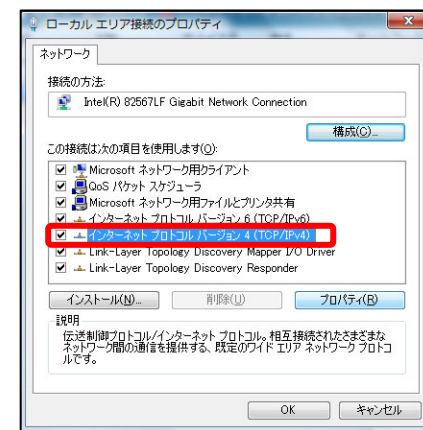 ローカル エリア接続のプロパティ
ネットワーク
接続の方法:
Intel(R) 82567LF Gigabit Network Connection
構成(C)...
この接続は次の項目を使用します(O):
Microsoft ネットワーク用クライアント
QoS パケット スケジューラ
Microsoft ネットワーク用ファイルとプリンタ共有
インターネット プロトコル バージョン 6 (TCP/IPv6)
インターネット プロトコル バージョン 4 (TCP/IPv4)
Link-Layer Topology Discovery Mapper I/O Driver
Link-Layer Topology Discovery Responder
インストール(N)...
削除(U)
プロパティ(R)
説明
伝送制御プロトコル/インターネット プロトコル。相互接続されたさまざまな
ネットワーク間の通信を提供する、既定のワイド エリア ネットワーク プロトコ
ルです。
OK
キャンセル